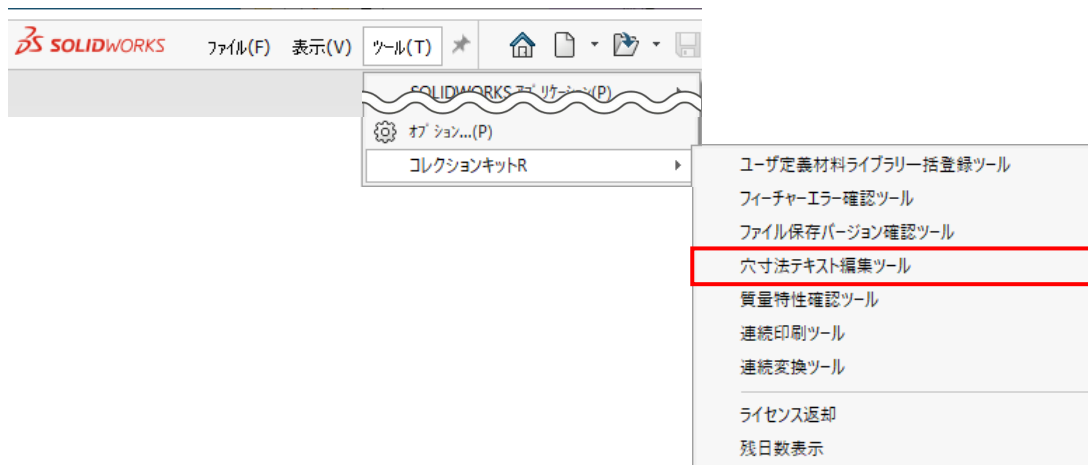 SOLIDWORKS ファイル(F) 表示(V) ツール(T)
SOLIDWORKS アプリケーション(P)
オプション...(P)
コレクションキットR
ユーザ定義材料ライブラリ一括登録ツール
フィーチャーエラー確認ツール
ファイル保存バージョン確認ツール
穴寸法テキスト編集ツール
質量特性確認ツール
連続印刷ツール
連続変換ツール
ライセンス返却
残日数表示